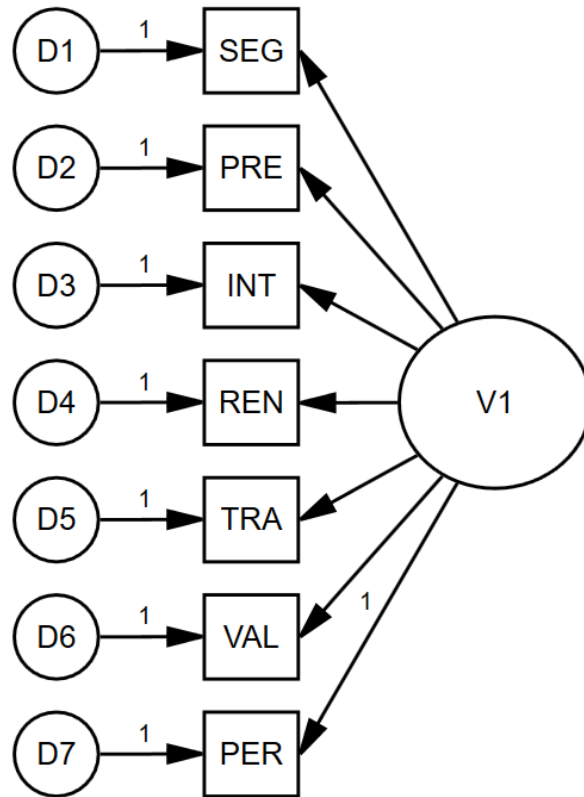 D1 1 SEG
D2 1 PRE
D3 1 INT
D4 1 REN V1
D5 1 TRA
D6 1 VAL 1
D7 1 PER